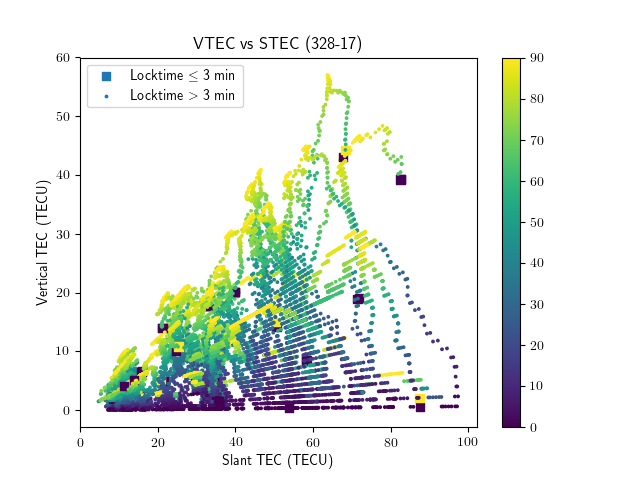 VTEC vs STEC (328-17)
Locktime ≤ 3 min
Locktime > 3 min
Vertical TEC (TECU)
60
50
40
30
20
10
0
0 20 40 60 80 100
Slant TEC (TECU)
90
80
70
60
50
40
30
20
10
0